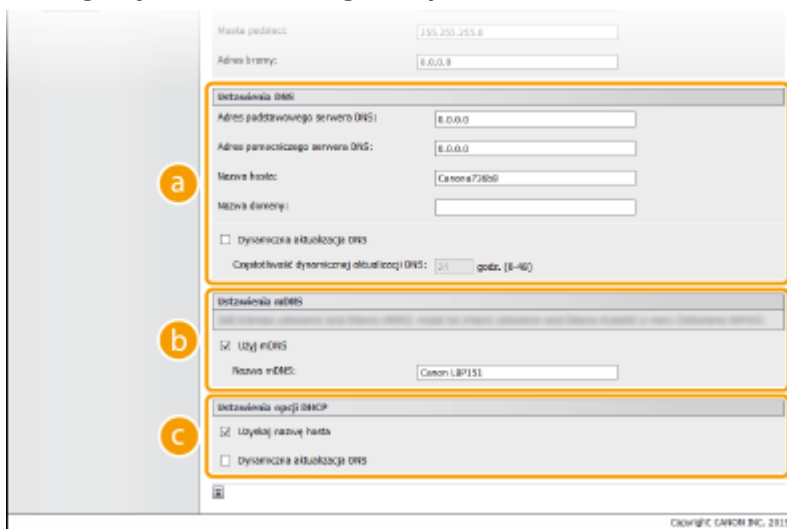 Maska podsieci: 255.255.255.0
Adres bramy: 0.0.0.0
Ustawienia DNS
Adres podstawowego serwera DNS: 0.0.0.0
Adres pomocniczego serwera DNS: 0.0.0.0
a
Nazwa hosta: Canona726b8
Nazwa domeny:
Dynamiczna aktualizacja DNS
Częstotliwość dynamicznej aktualizacji DNS: 24 godz. (0-48)
Ustawienia mDNS
b
Użyj mDNS
Nazwa mDNS: Canon LBP151
Ustawienia opcji DHCP
c
Uzyskaj nazwę hosta
Dynamiczna aktualizacja DNS
Copyright CANON INC. 2015